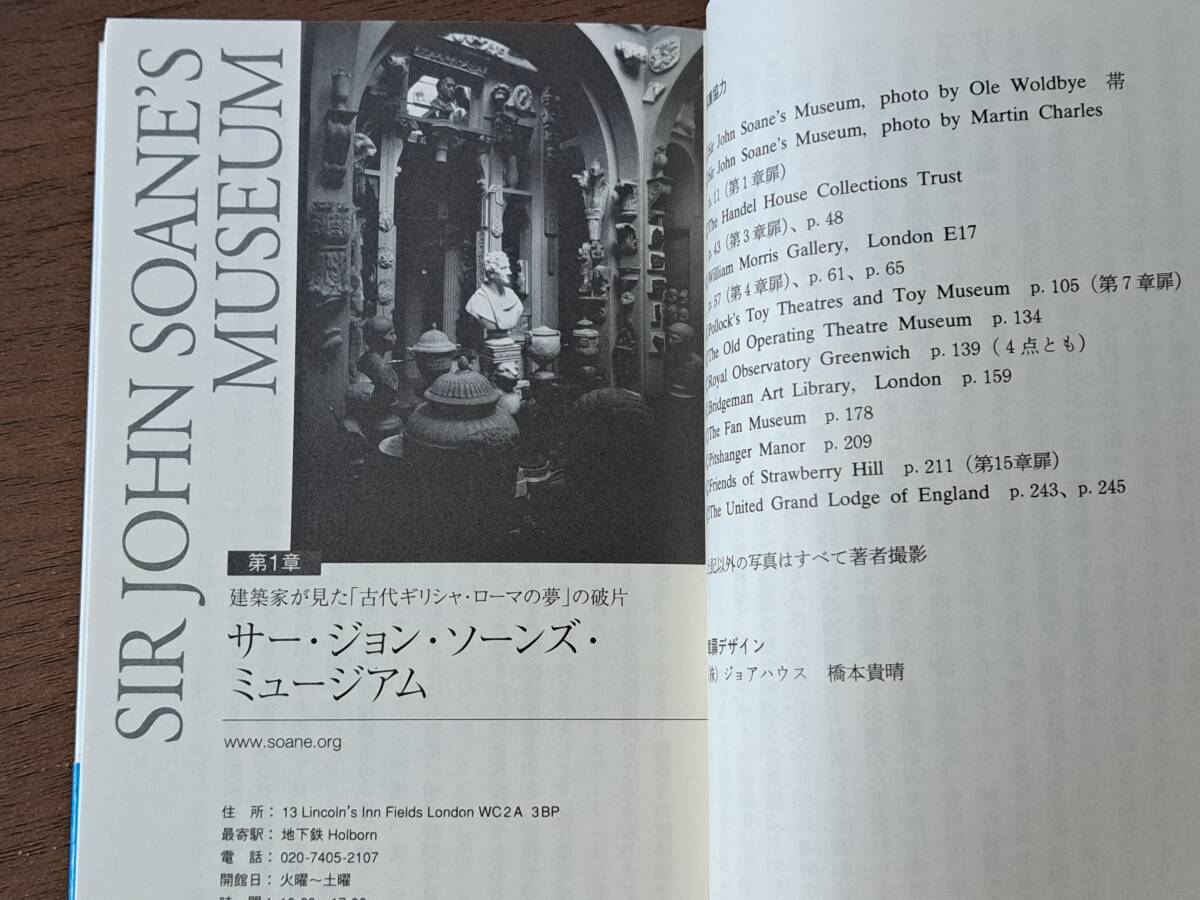 SIR JOHN SOANE'S
MUSEUM
第1章
建築家が見た「古代ギリシャ・ローマの夢」の破片
サー・ジョン・ソーンズ・
ミュージアム
www.soane.org
住 所： 13 Lincoln's Inn Fields London WC2A 3BP
最寄駅： 地下鉄 Holborn
電 話： 020-7405-2107
開館日： 火曜～土曜
協力
Sir John Soane's Museum, photo by Ole Woldbye 帯
Sir John Soane's Museum, photo by Martin Charles
p. 11（第1章扉）
The Handel House Collections Trust
p. 43（第3章扉）、p. 48
William Morris Gallery, London E17
p. 57（第4章扉）、p. 61、p. 65
Pollock's Toy Theatres and Toy Museum p. 105（第7章扉）
The Old Operating Theatre Museum p. 134
Royal Observatory Greenwich p. 139（4点とも）
Bridgeman Art Library, London p. 159
The Fan Museum p. 178
Pitshanger Manor p. 209
Friends of Strawberry Hill p. 211（第15章扉）
The United Grand Lodge of England p. 243、p. 245
記以外の写真はすべて著者撮影
扉デザイン
株）ジョアハウス 橋本貴晴